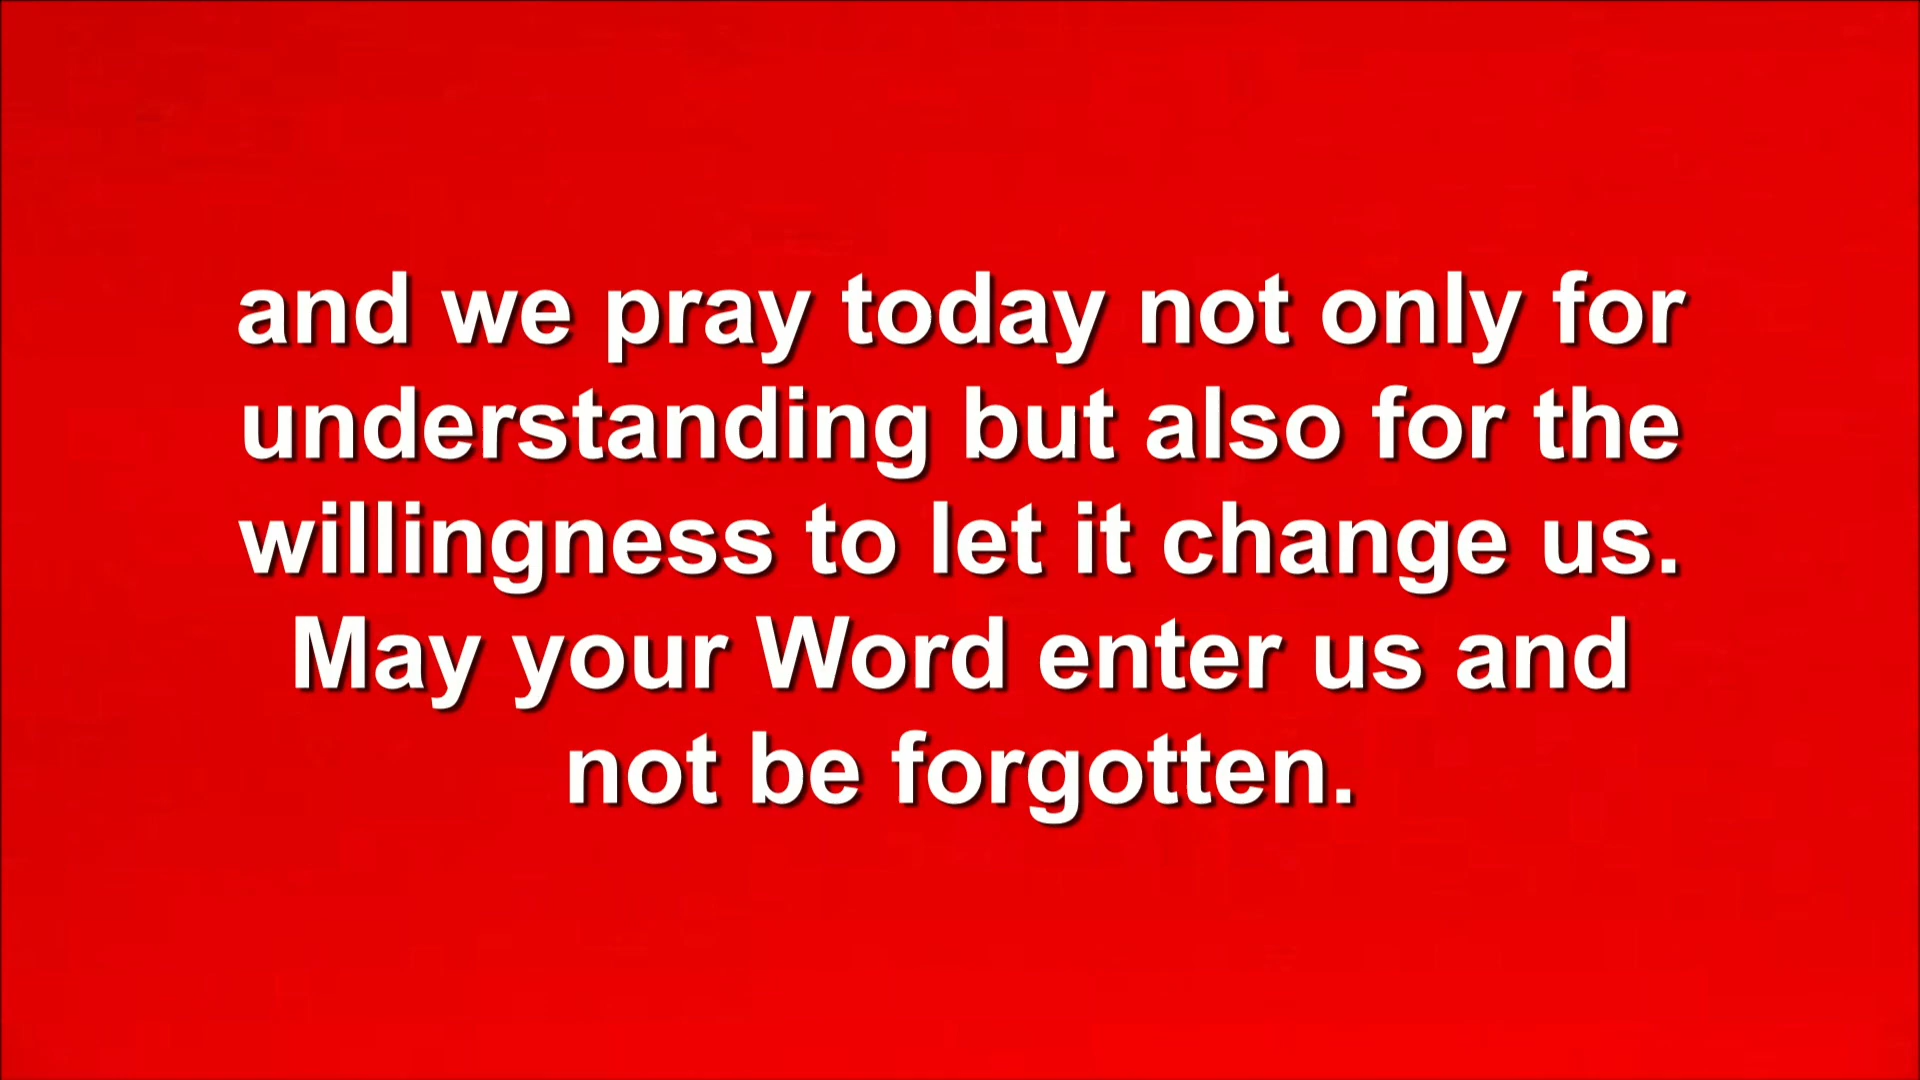 and we pray today not only for
understanding but also for the
willingness to let it change us.
May your Word enter us and
not be forgotten.